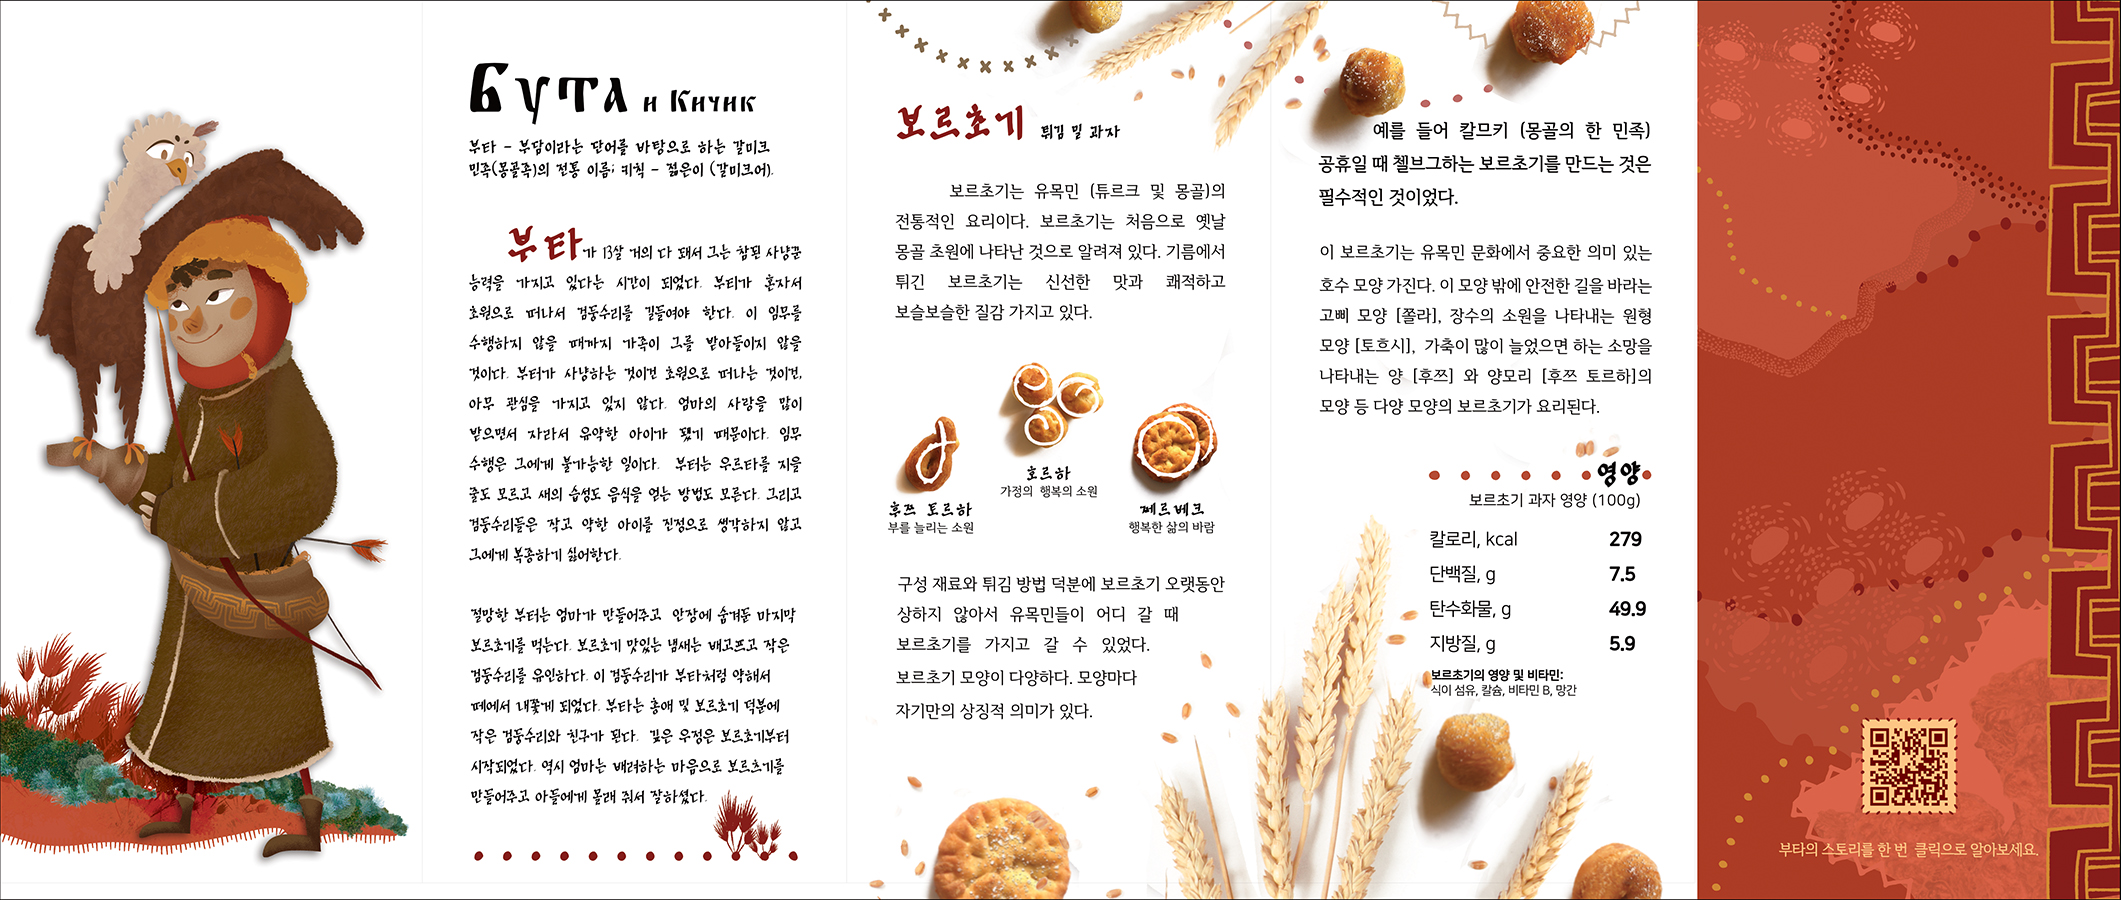 Бута и Кичик
부타 – 부담이라는 단어를 바탕으로 하는 갈미크
민족(몽골족)의 전통 이름; 키칙 – 젊은이 (갈미크어).
부타가 13살 거의 다 돼서 그는 참된 사냥꾼
능력을 가지고 있다는 시간이 되었다. 부터가 혼자서
초원으로 떠나서 검둥수리를 길들여야 한다. 이 임무를
수행하지 않을 때까지 가족이 그를 받아들이지 않을
것이다. 부터가 사냥하는 것이건 초원으로 떠나는 것이건,
아무 관심을 가지고 있지 않다. 엄마의 사랑을 많이
받으면서 자라서 유약한 아이가 됐기 때문이다. 임무
수행은 그에게 불가능한 일이다. 부터는 우르타를 지을
줄도 모르고 새의 습성도 음식을 얻는 방법도 모른다. 그리고
검둥수리들은 작고 약한 아이를 진정으로 생각하지 않고
그에게 복종하기 싫어한다.
절망한 부터는 엄마가 만들어주고 안장에 숨겨둔 마지막
보르초기를 먹는다. 보르초기 맛있는 냄새는 배고프고 작은
검둥수리를 유인하다. 이 검둥수리가 부타처럼 약해서
떼에서 내쫓게 되었다. 부타는 총애 및 보르초기 덕분에
작은 검둥수리와 친구가 된다. 깊은 우정은 보르초기부터
시작되었다. 역시 엄마는 배려하는 마음으로 보르초기를
만들어주고 아들에게 몰래 줘서 잘하셨다.
보르초기 튀김 밀 과자
보르초기는 유목민 (튜르크 및 몽골)의
전통적인 요리이다. 보르초기는 처음으로 옛날
몽골 초원에 나타난 것으로 알려져 있다. 기름에서
튀긴 보르초기는 신선한 맛과 쾌적하고
보슬보슬한 질감 가지고 있다.
호르하
가정의 행복의 소원
후쯔 토르하
부를 늘리는 소원
쩨르베크
행복한 삶의 바람
구성 재료와 튀김 방법 덕분에 보르초기 오랫동안
상하지 않아서 유목민들이 어디 갈 때
보르초기를 가지고 갈 수 있었다.
보르초기 모양이 다양하다. 모양마다
자기만의 상징적 의미가 있다.
예를 들어 칼므키 (몽골의 한 민족)
공휴일 때 첼브그하는 보르초기를 만드는 것은
필수적인 것이었다.
이 보르초기는 유목민 문화에서 중요한 의미 있는
호수 모양 가진다. 이 모양 밖에 안전한 길을 바라는
고삐 모양 [쫄라], 장수의 소원을 나타내는 원형
모양 [토흐시], 가축이 많이 늘었으면 하는 소망을
나타내는 양 [후쯔] 와 양모리 [후쯔 토르하]의
모양 등 다양 모양의 보르초기가 요리된다.
영양
보르초기 과자 영양 (100g)
칼로리, kcal 279
단백질, g 7.5
탄수화물, g 49.9
지방질, g 5.9
보르초기의 영양 및 비타민:
식이 섬유, 칼슘, 비타민 B, 망간
부타의 스토리를 한 번 클릭으로 알아보세요.